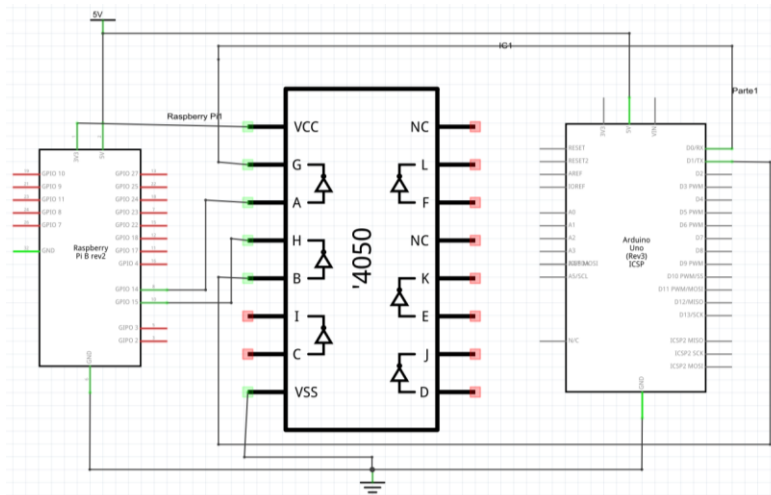 5V
IC1
Raspberry Pi1
Parte1
3V3
5V
GPIO 10
GPIO 9
GPIO 11
GPIO 8
GPIO 7
GND
Raspberry
Pi B rev2
GPIO 27
GPIO 25
GPIO 24
GPIO 23
GPIO 22
GPIO 18
GPIO 17
GPIO 4
GPIO 14
GPIO 15
GPIO 3
GPIO 2
GND
VCC
G
A
H
B
I
C
VSS
'4050
NC
L
F
NC
K
E
J
D
3V3
5V
VIN
RESET
RESET2
AREF
IOREF
A0
A1
A2
A3
A5/SCL
N/C
Arduino
Uno
(Rev3)
ICSP
D0/RX
D1/TX
D2
D3 PWM
D4
D5 PWM
D6 PWM
D7
D8
D9 PWM
D10 PWM/SS
D11 PWM/MOSI
D12/MISO
D13/SCK
ICSP2 MISO
ICSP2 SCK
ICSP2 MOSI
GND